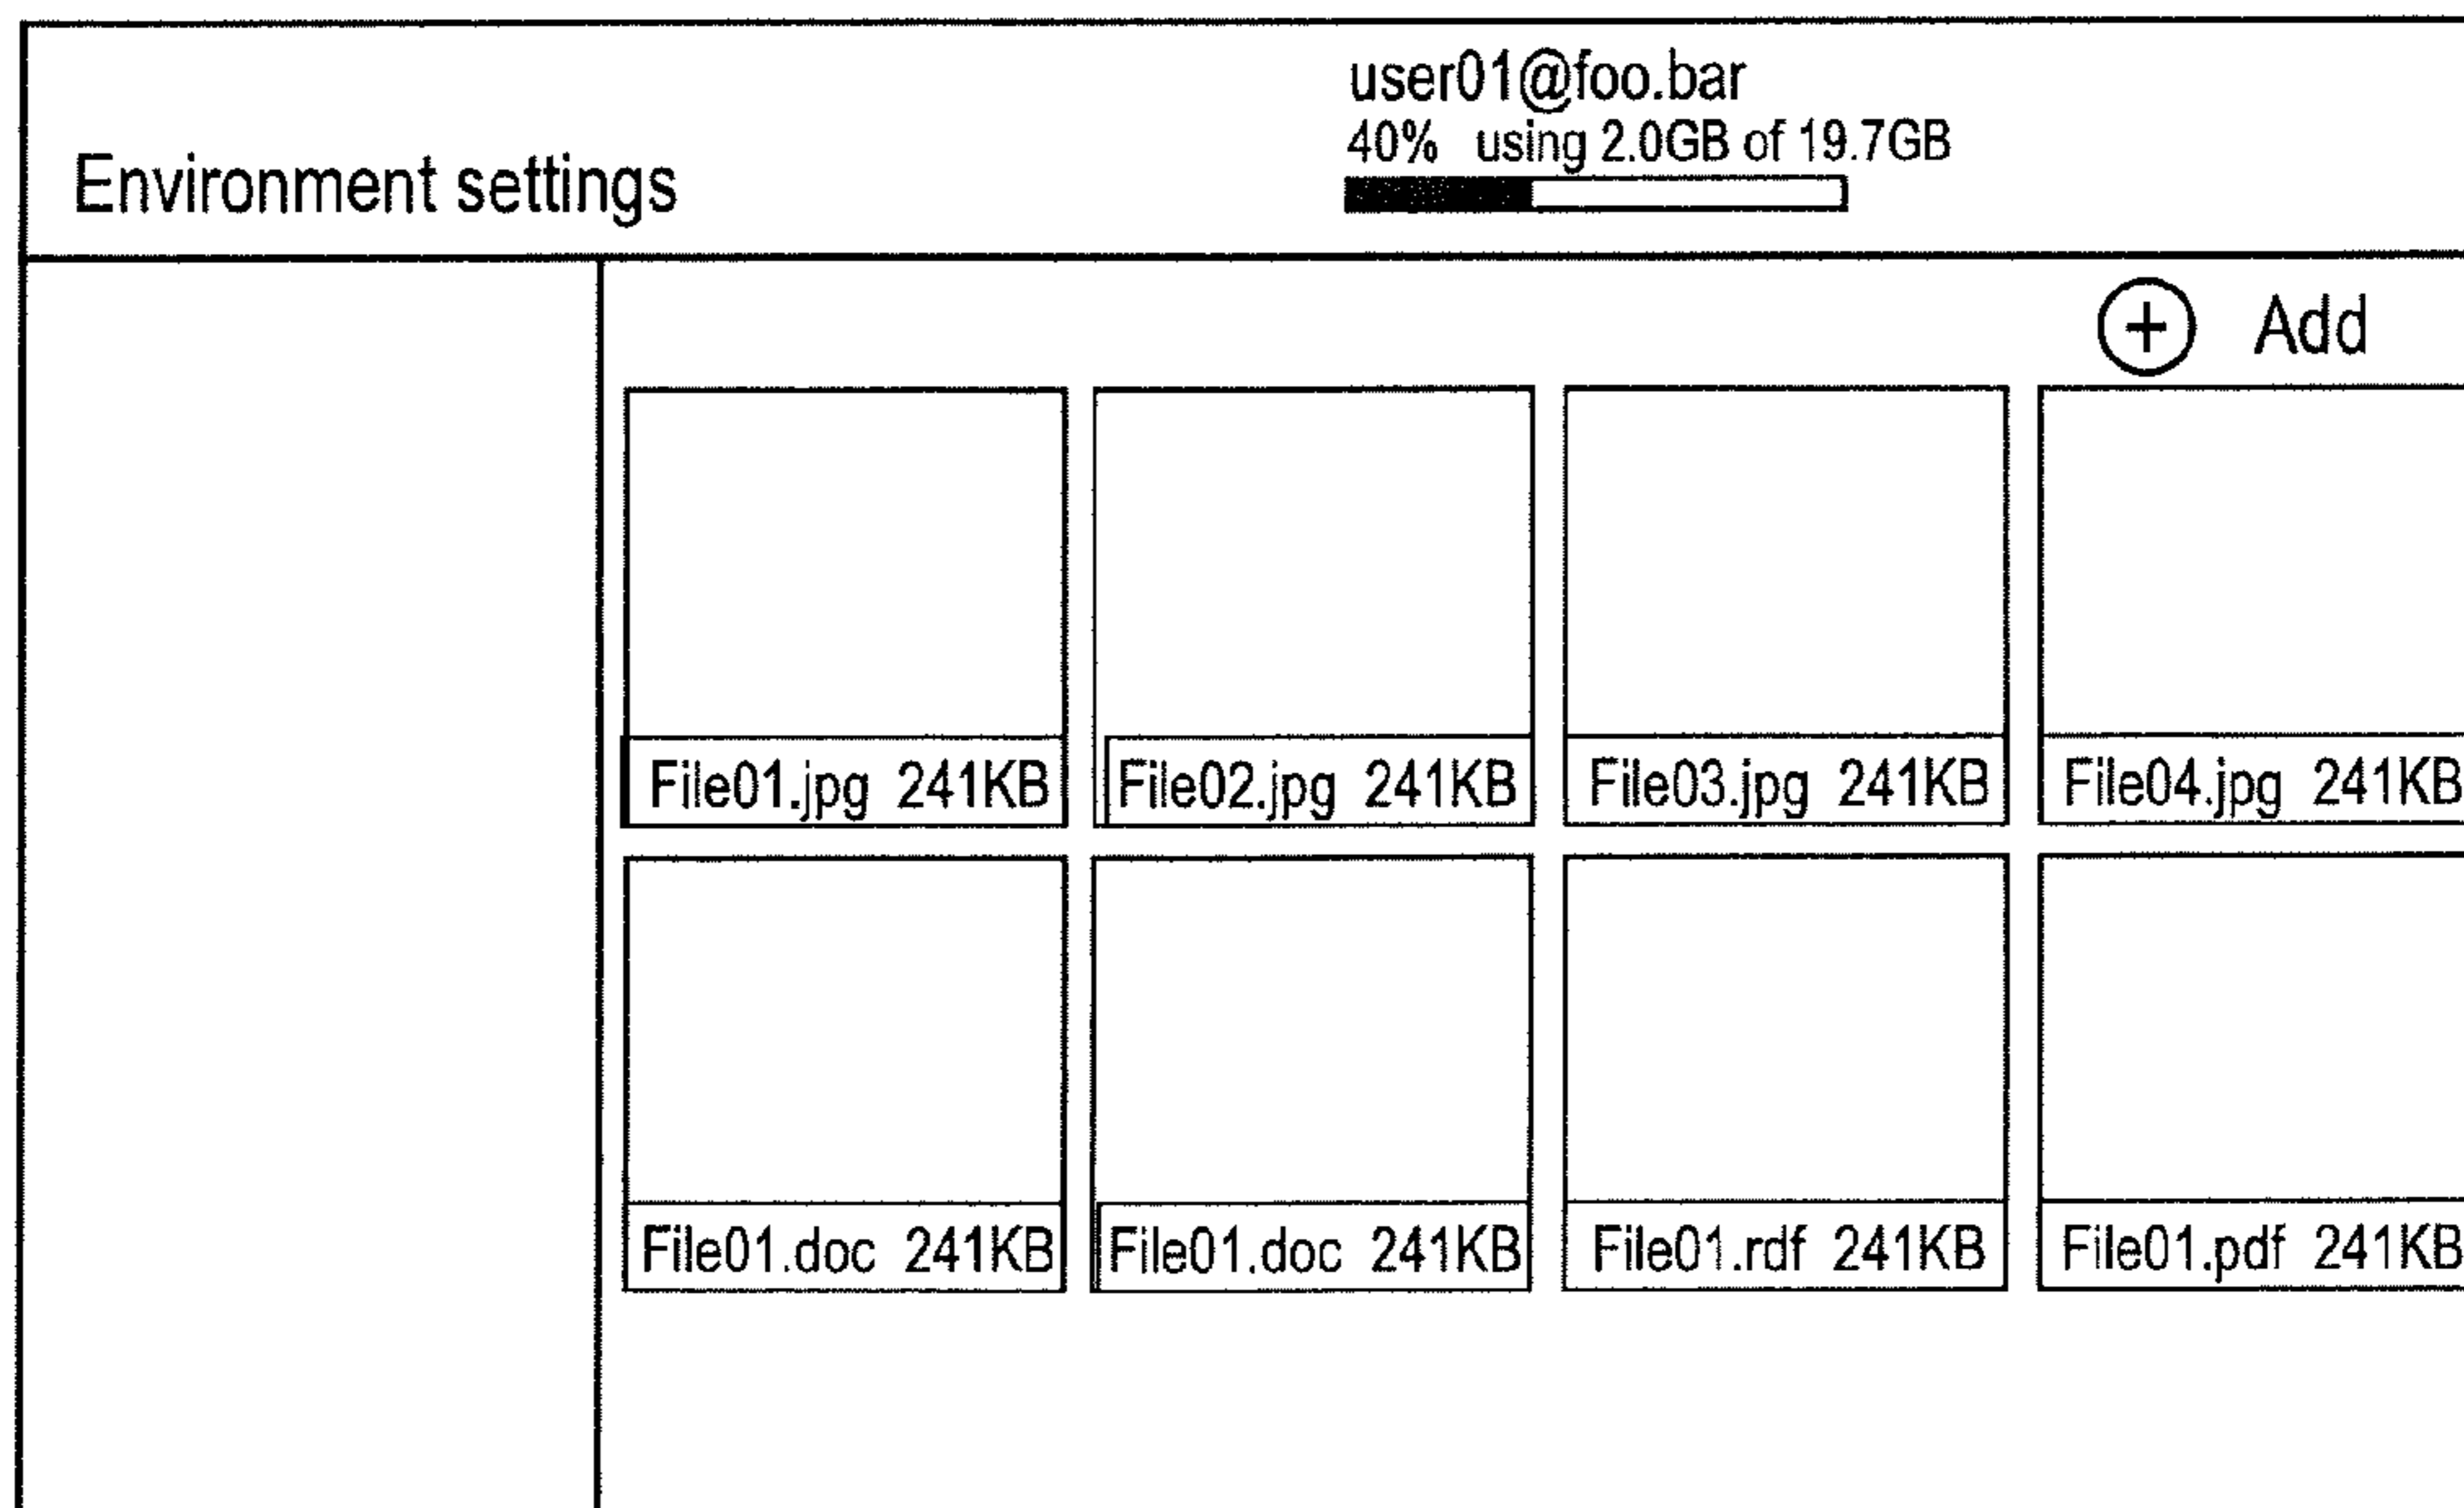 user01@foo.bar
40% using 2.0GB of 19.7GB
Environment settings
+ Add
File01.jpg 241KB File02.jpg 241KB File03.jpg 241KB File04.jpg 241KB
File01.doc 241KB File01.doc 241KB File01.rdf 241KB File01.pdf 241KB